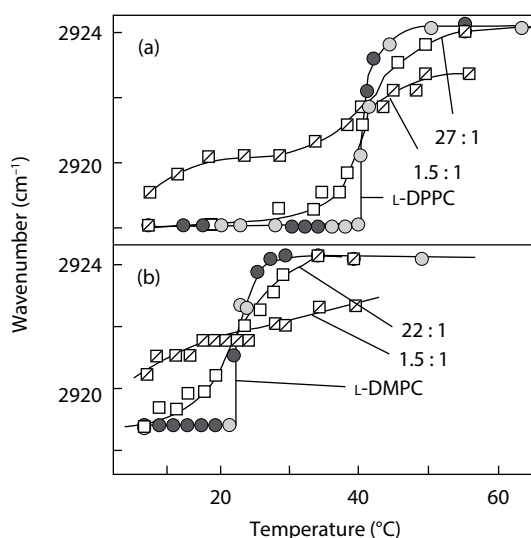 2924
(a)
27 : 1
2920
1.5 : 1
L-DPPC
Wavenumber (cm⁻¹)
2924
(b)
22 : 1
1.5 : 1
2920
L-DMPC
20
40
60
Temperature (°C)